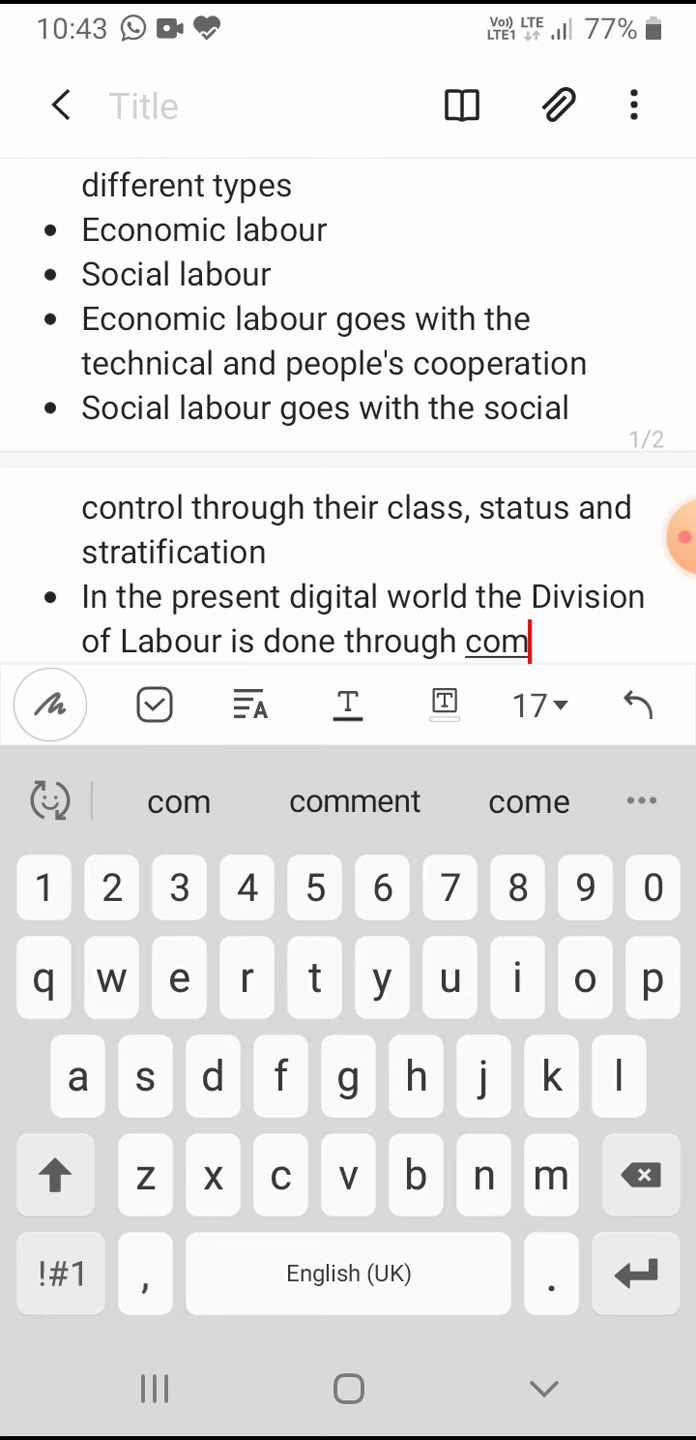 10:43 Vo)) LTE LTE1 77%
Title
different types
• Economic labour
• Social labour
• Economic labour goes with the
technical and people's cooperation
• Social labour goes with the social
1/2
control through their class, status and
stratification
• In the present digital world the Division
of Labour is done through com
T T 17
com comment come •••
1 2 3 4 5 6 7 8 9 0
q w e r t y u i o p
a s d f g h j k l
z x c v b n m
!#1 , English (UK) .